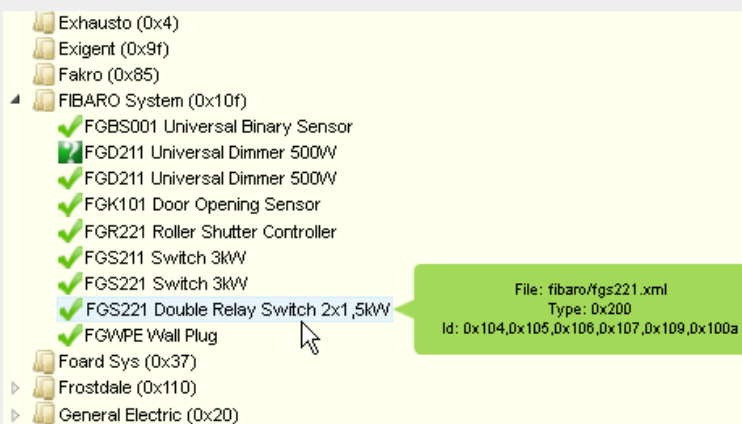 Exhausto (0x4)
Exigent (0x9f)
Fakro (0x85)
FIBARO System (0x10f)
FGBS001 Universal Binary Sensor
FGD211 Universal Dimmer 500W
FGD211 Universal Dimmer 500W
FGK101 Door Opening Sensor
FGR221 Roller Shutter Controller
FGS211 Switch 3kW
FGS221 Switch 3kW
FGS221 Double Relay Switch 2x1,5kW
FGWPE Wall Plug
Foard Sys (0x37)
Frostdale (0x110)
General Electric (0x20)
File: fibaro/fgs221.xml
Type: 0x200
Id: 0x104,0x105,0x106,0x107,0x109,0x100a